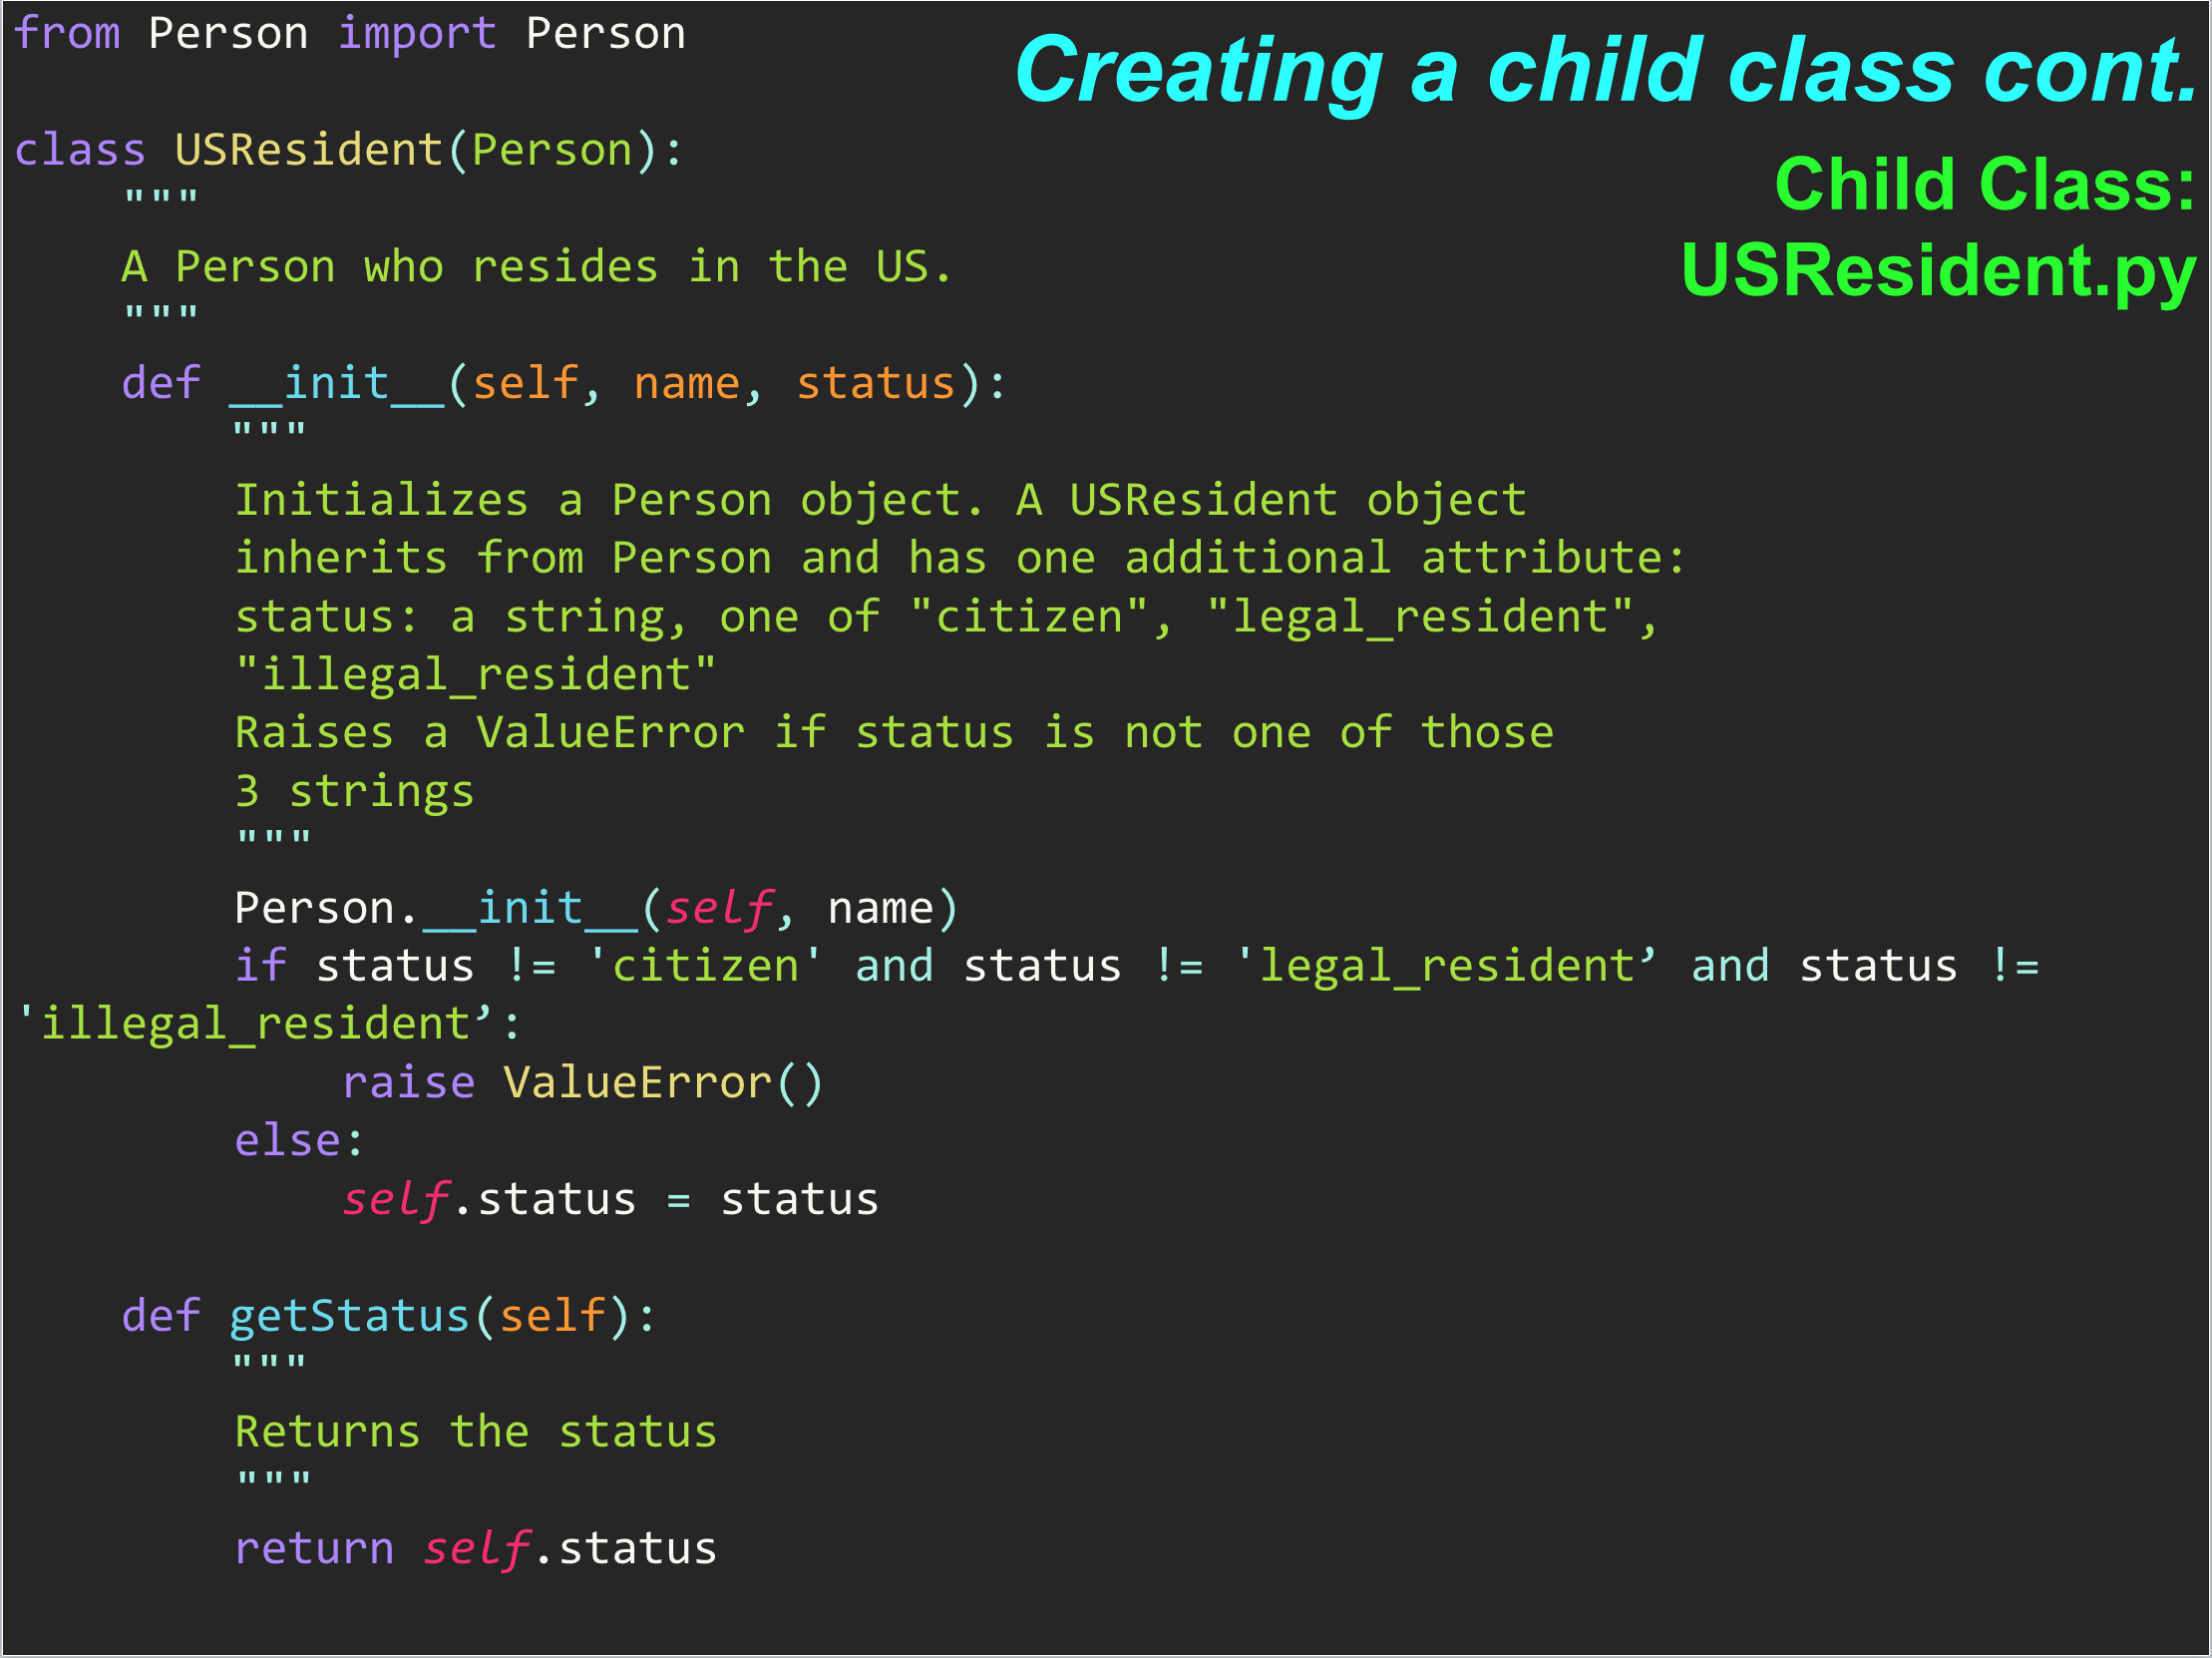 from Person import Person
Creating a child class cont.
class USResident(Person):
Child Class:
USResident.py
    """
    A Person who resides in the US.
    """
    def __init__(self, name, status):
        """
        Initializes a Person object. A USResident object
        inherits from Person and has one additional attribute:
        status: a string, one of "citizen", "legal_resident",
        "illegal_resident"
        Raises a ValueError if status is not one of those
        3 strings
        """
        Person.__init__(self, name)
        if status != 'citizen' and status != 'legal_resident’ and status !=
'illegal_resident’:
            raise ValueError()
        else:
            self.status = status
    def getStatus(self):
        """
        Returns the status
        """
        return self.status